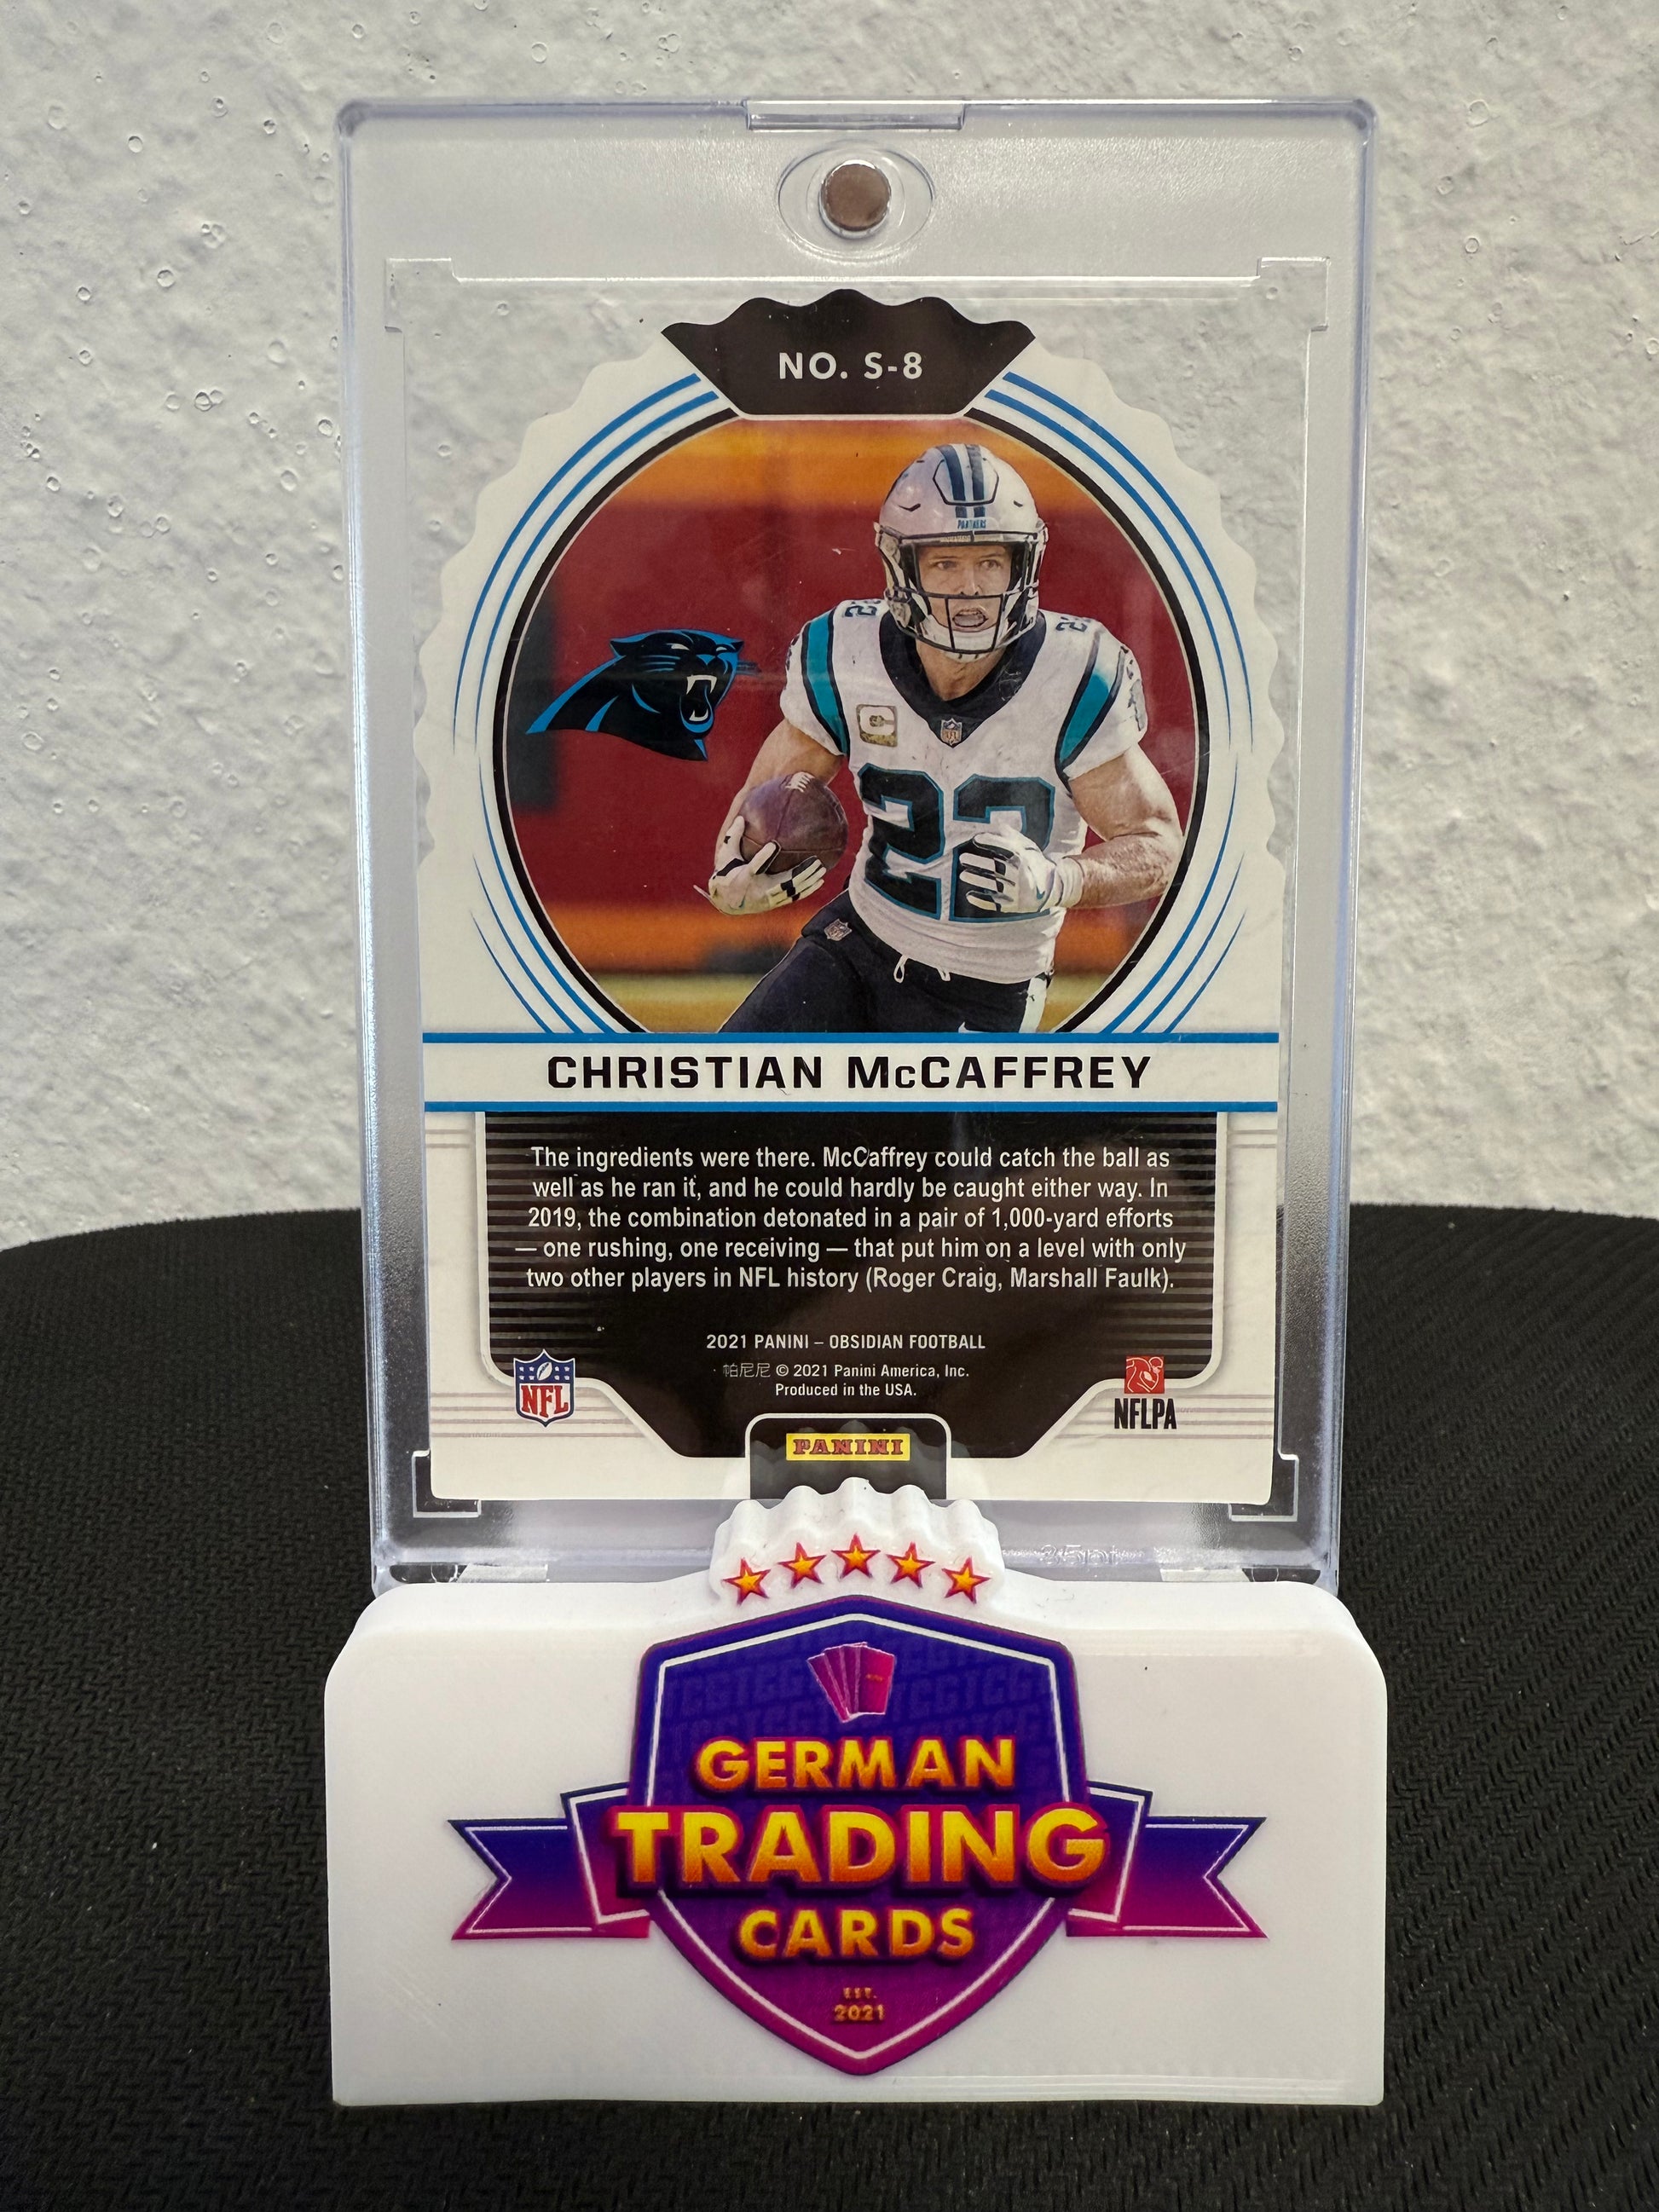 NO. S-8
PANTHERS
22
22
C
22
CHRISTIAN McCAFFREY
The ingredients were there. McCaffrey could catch the ball as
well as he ran it, and he could hardly be caught either way. In
2019, the combination detonated in a pair of 1,000-yard efforts
— one rushing, one receiving — that put him on a level with only
two other players in NFL history (Roger Craig, Marshall Faulk).
2021 PANINI – OBSIDIAN FOOTBALL
帕尼尼 © 2021 Panini America, Inc.
Produced in the USA.
NFL
NFLPA
PANINI
35pt
GERMAN
TRADING
CARDS
EST.
2021